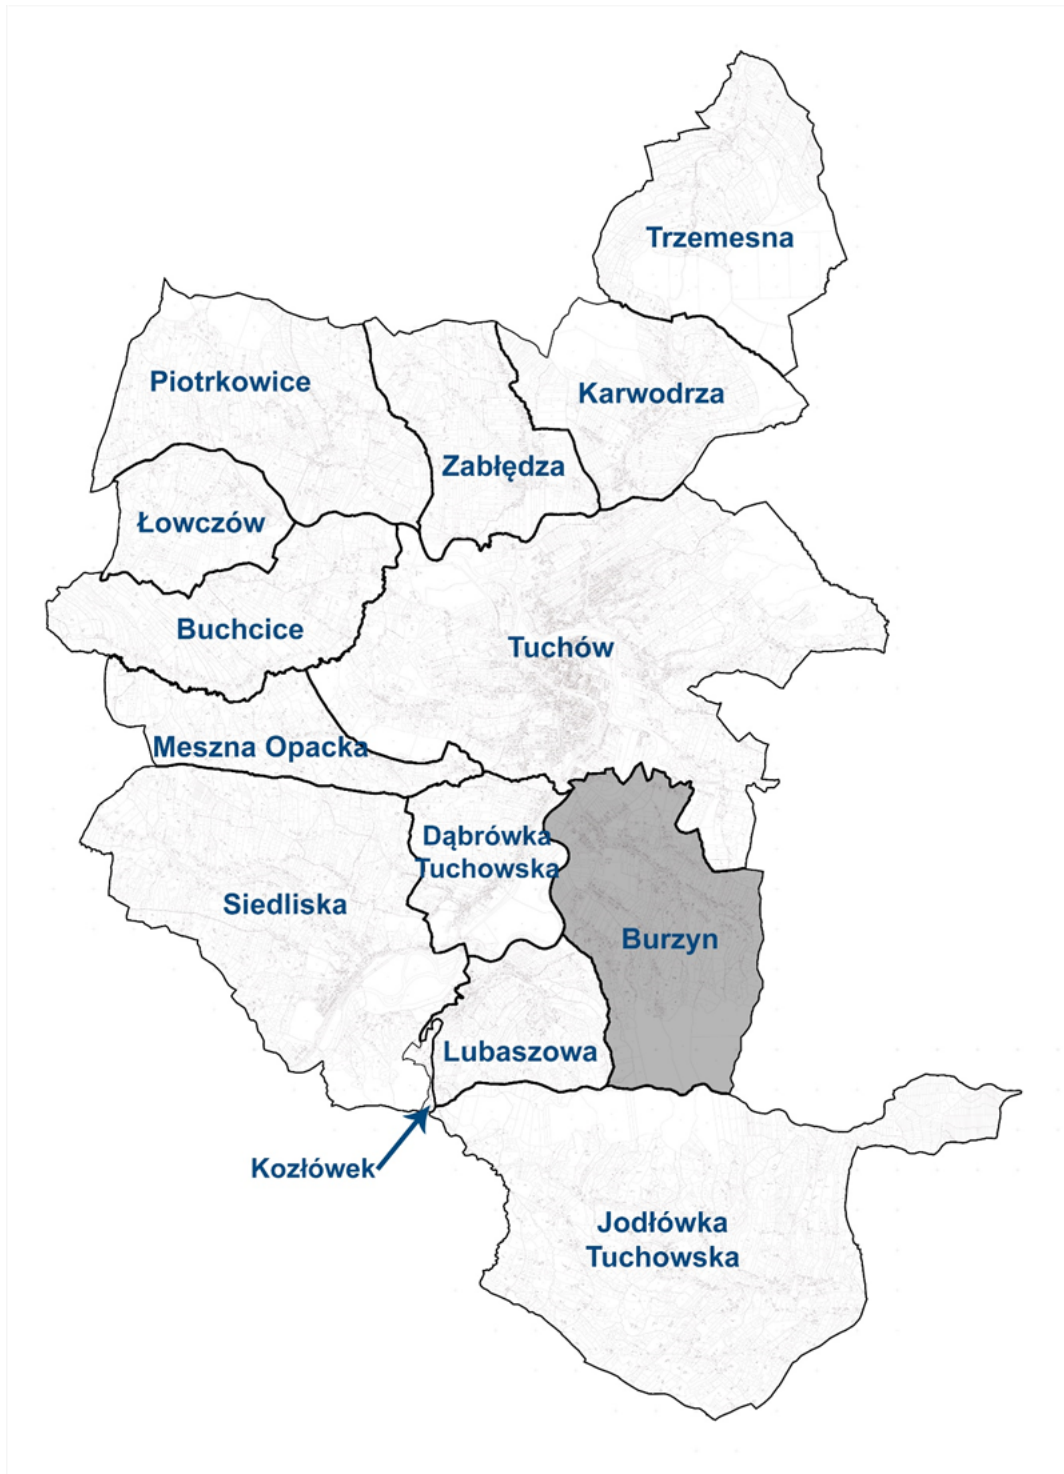 Trzemesna
Piotrkowice
Karwodrza
Zabłędza
Łowczów
Buchcice
Tuchów
Meszna Opacka
Dąbrówka
Tuchowska
Siedliska
Burzyn
Lubaszowa
Kozłówek
Jodłówka
Tuchowska